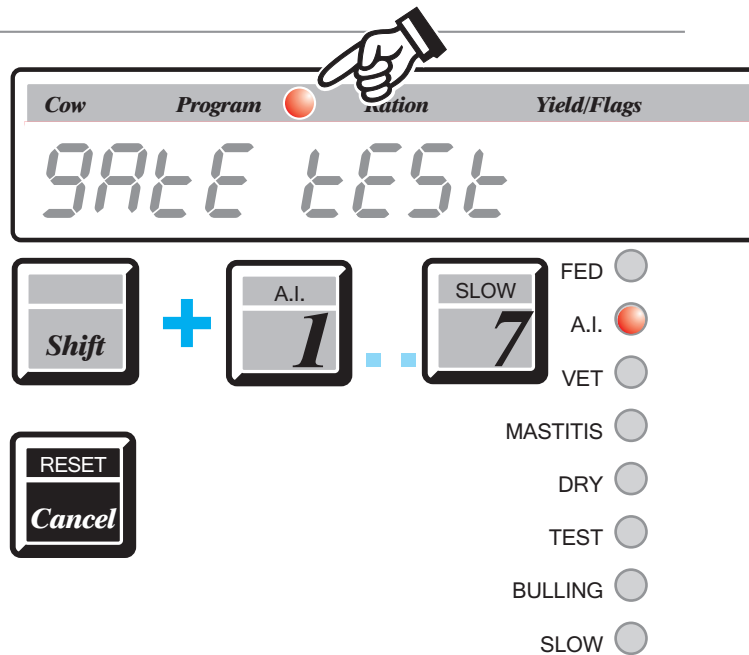 Cow Program Ration Yield/Flags
gAtE tESt
FED
A.I. SLOW
Shift + 1 .. 7
A.I.
VET
MASTITIS
RESET
Cancel
DRY
TEST
BULLING
SLOW